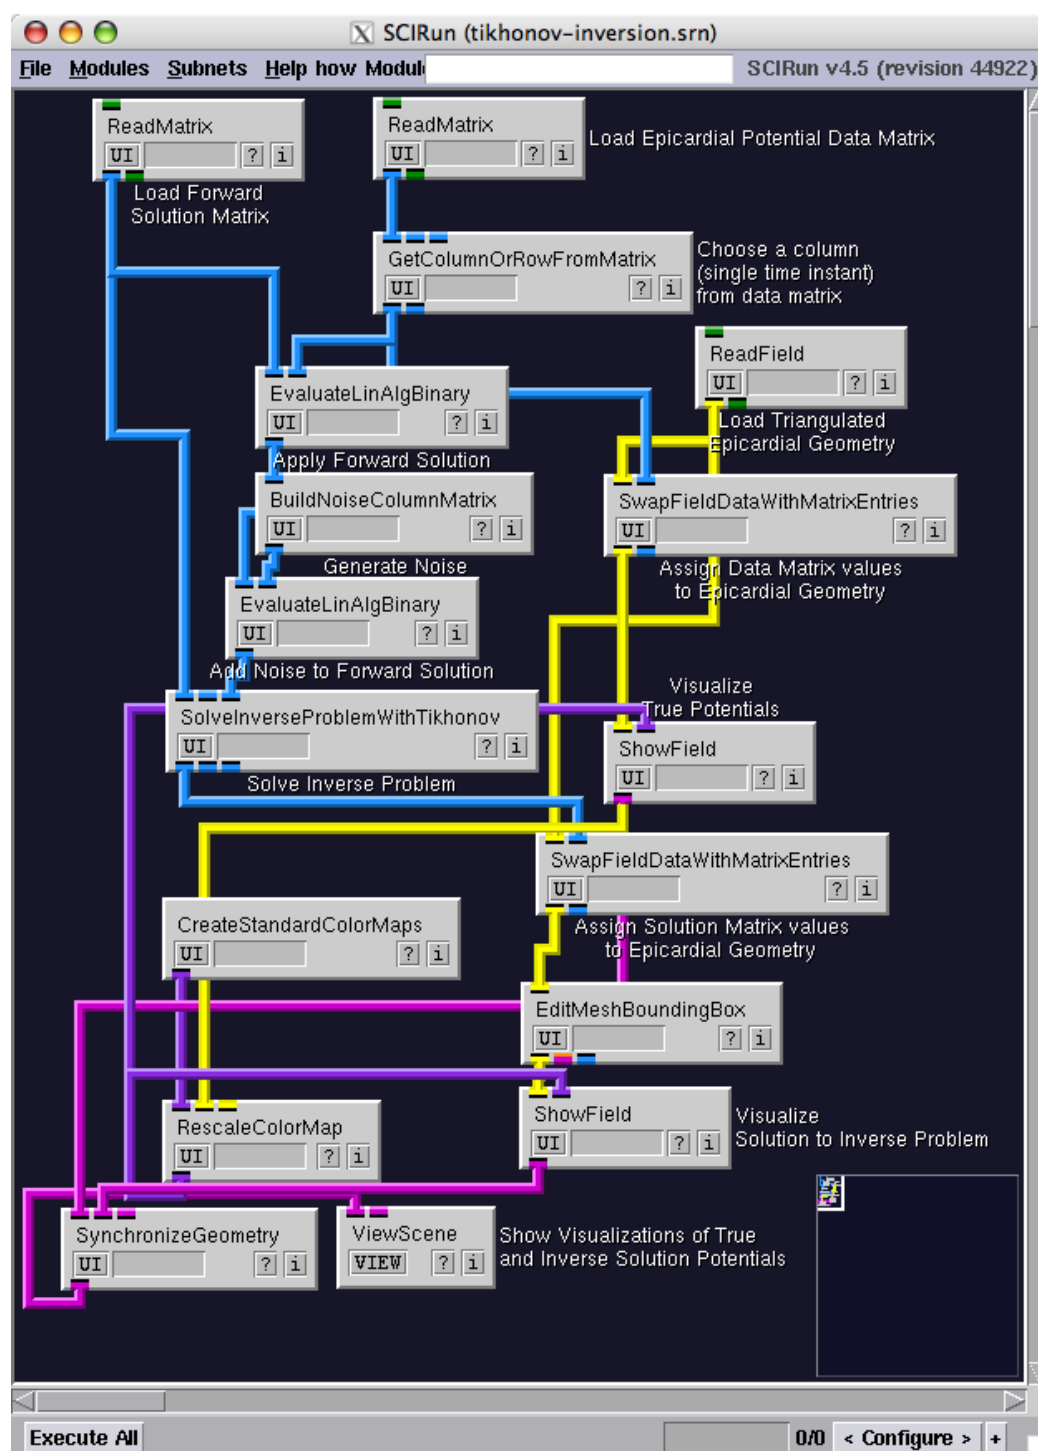 SCIRun (tikhonov-inversion.srn)
File Modules Subnets Help how Modul
SCIRun v4.5 (revision 44922)
ReadMatrix
UI ? i
Load Forward
Solution Matrix
ReadMatrix
UI ? i
Load Epicardial Potential Data Matrix
GetColumnOrRowFromMatrix
UI ? i
Choose a column
(single time instant)
from data matrix
ReadField
UI ? i
Load Triangulated
Epicardial Geometry
EvaluateLinAlgBinary
UI ? i
Apply Forward Solution
BuildNoiseColumnMatrix
UI ? i
Generate Noise
SwapFieldDataWithMatrixEntries
UI ? i
Assign Data Matrix values
to Epicardial Geometry
EvaluateLinAlgBinary
UI ? i
Add Noise to Forward Solution
SolveInverseProblemWithTikhonov
UI ? i
Solve Inverse Problem
Visualize
True Potentials
ShowField
UI ? i
SwapFieldDataWithMatrixEntries
UI ? i
Assign Solution Matrix values
to Epicardial Geometry
CreateStandardColorMaps
UI ? i
EditMeshBoundingBox
UI ? i
RescaleColorMap
UI ? i
ShowField
UI ? i
Visualize
Solution to Inverse Problem
SynchronizeGeometry
UI ? i
ViewScene
VIEW ? i
Show Visualizations of True
and Inverse Solution Potentials
Execute All
0/0 < Configure > +